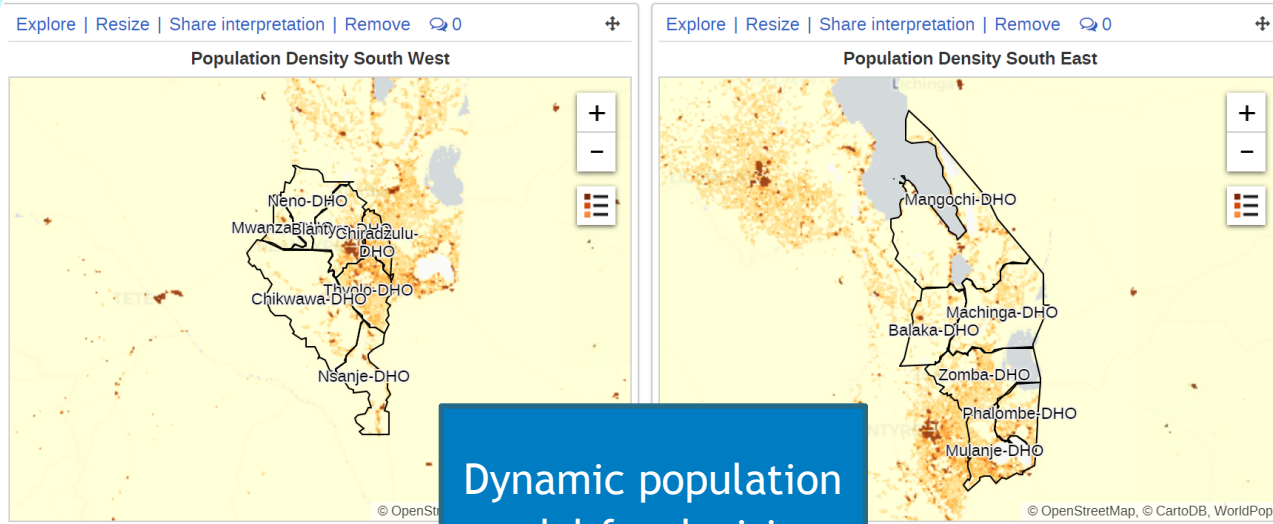 Explore | Resize | Share interpretation | Remove 0
Population Density South West
+
-
Neno-DHO
Chiradzulu-
DHO
Thyolo-DHO
Chikwawa-DHO
TETE
Nsanje-DHO
Explore | Resize | Share interpretation | Remove 0
Population Density South East
+
-
Lichinga
Mangochi-DHO
Machinga-DHO
Balaka-DHO
Zomba-DHO
Phalombe-DHO
Mulanje-DHO
© OpenStreetMap, © CartoDB, WorldPop
Dynamic population